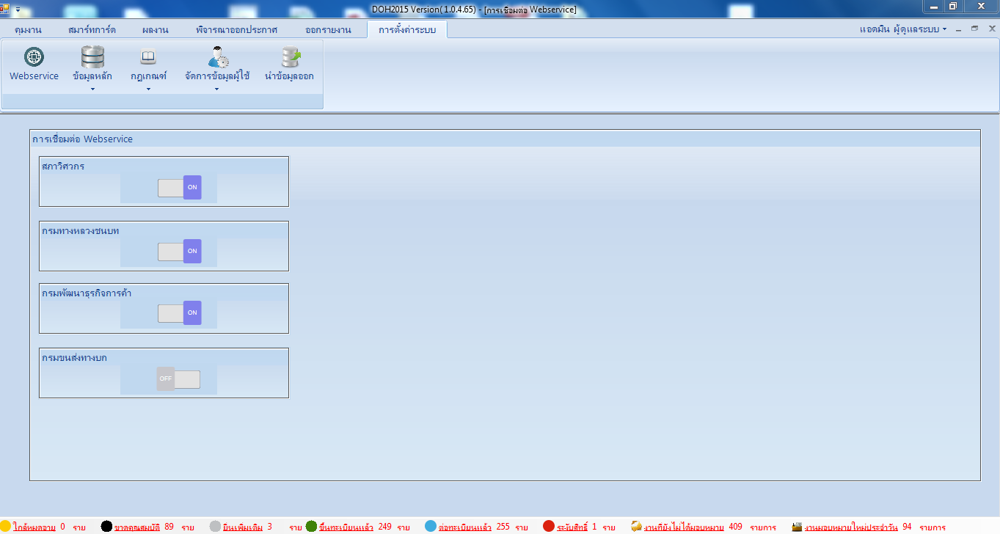 DOH2015 Version( 1.0.4.65) - [การเชื่อมต่อ Webservice]
คุมงาน สมาร์ทการ์ด ผลงาน พิจารณาออกประกาศ ออกรายงาน การตั้งค่าระบบ แอดมิน ผู้ดูแลระบบ
Webservice ข้อมูลหลัก กฎเกณฑ์ จัดการข้อมูลผู้ใช้ นำข้อมูลออก
การเชื่อมต่อ Webservice
สภาวิศวกร
ON
กรมทางหลวงชนบท
ON
กรมพัฒนาธุรกิจการค้า
ON
กรมขนส่งทางบก
OFF
ใกล้หมดอายุ 0 ราย ขาดคุณสมบัติ 89 ราย ยื่นเพิ่มเติม 3 ราย ขึ้นทะเบียนแล้ว 249 ราย ต่อทะเบียนแล้ว 255 ราย ระงับสิทธิ์ 1 ราย งานที่ยังไม่ได้มอบหมาย 409 รายการ งานมอบหมายใหม่ประจำวัน 94 รายการ